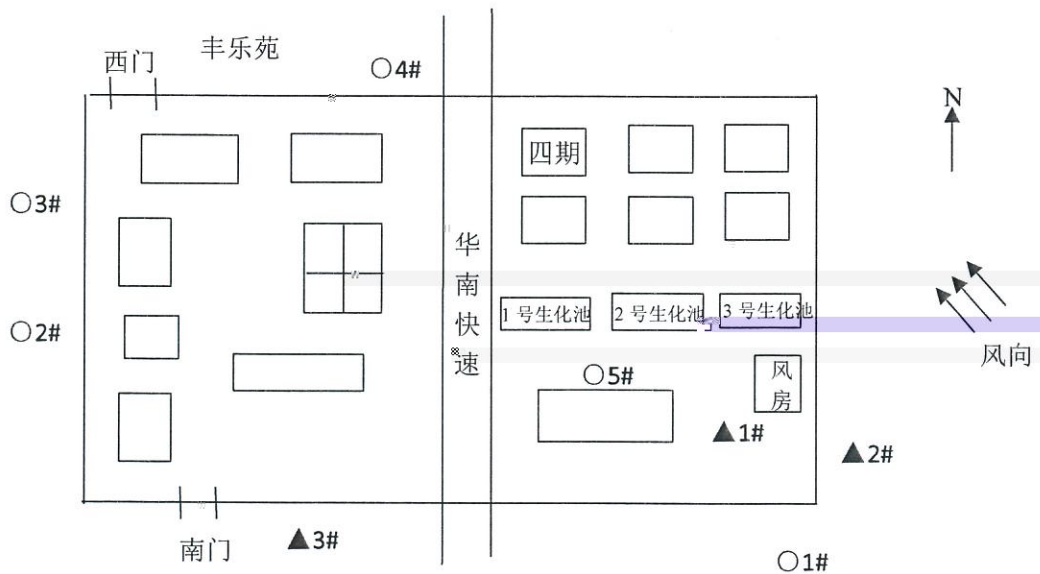 丰乐苑
西门
○4#
N
四期
○3#
华南快速
1号生化池
2号生化池
3号生化池
○2#
风向
○5#
风房
▲1#
▲2#
南门
▲3#
○1#